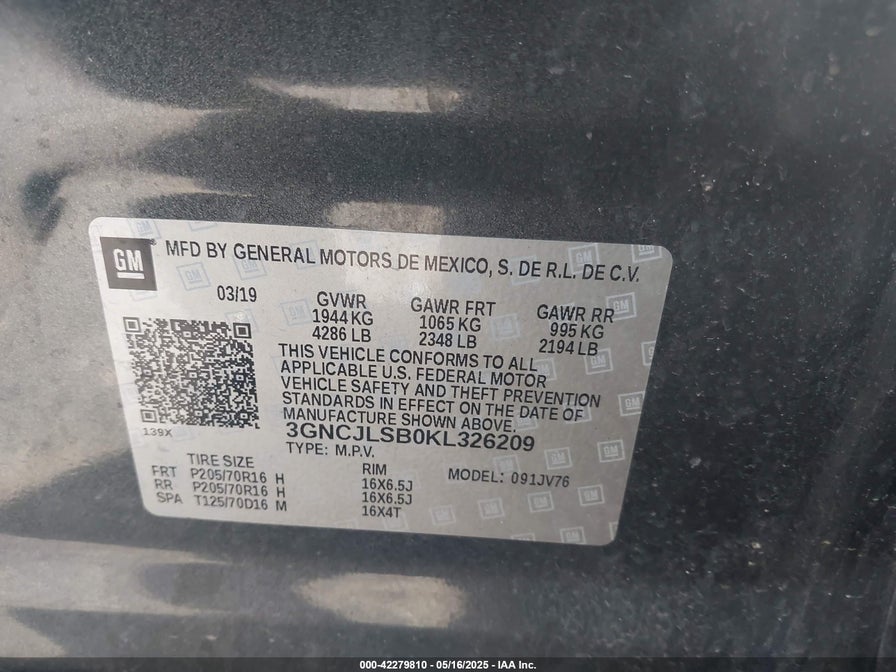 GM
MFD BY GENERAL MOTORS DE MEXICO, S. DE R.L. DE C.V.
03/19 GVWR GAWR FRT GAWR RR
1944 KG 1065 KG 995 KG
4286 LB 2348 LB 2194 LB
THIS VEHICLE CONFORMS TO ALL
APPLICABLE U.S. FEDERAL MOTOR
VEHICLE SAFETY AND THEFT PREVENTION
STANDARDS IN EFFECT ON THE DATE OF
MANUFACTURE SHOWN ABOVE.
139X
3GNCJLSB0KL326209
TYPE: M.P.V.
TIRE SIZE RIM MODEL: 091JV76
FRT P205/70R16 H 16X6.5J
RR P205/70R16 H 16X6.5J
SPA T125/70D16 M 16X4T
000-42279810 - 05/16/2025 - IAA Inc.